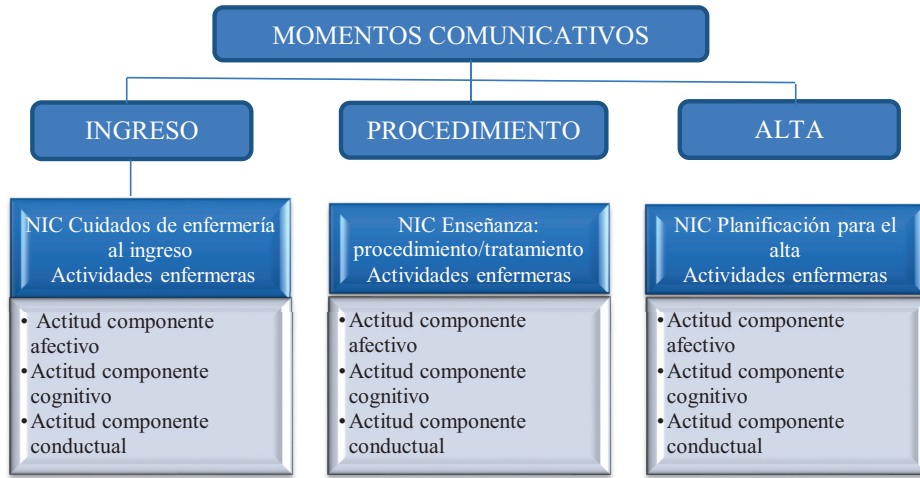 MOMENTOS COMUNICATIVOS
INGRESO
PROCEDIMIENTO
ALTA
NIC Cuidados de enfermería
al ingreso
Actividades enfermeras
• Actitud componente
afectivo
• Actitud componente
cognitivo
• Actitud componente
conductual
NIC Enseñanza:
procedimiento/tratamiento
Actividades enfermeras
• Actitud componente
afectivo
• Actitud componente
cognitivo
• Actitud componente
conductual
NIC Planificación para el
alta
Actividades enfermeras
• Actitud componente
afectivo
• Actitud componente
cognitivo
• Actitud componente
conductual